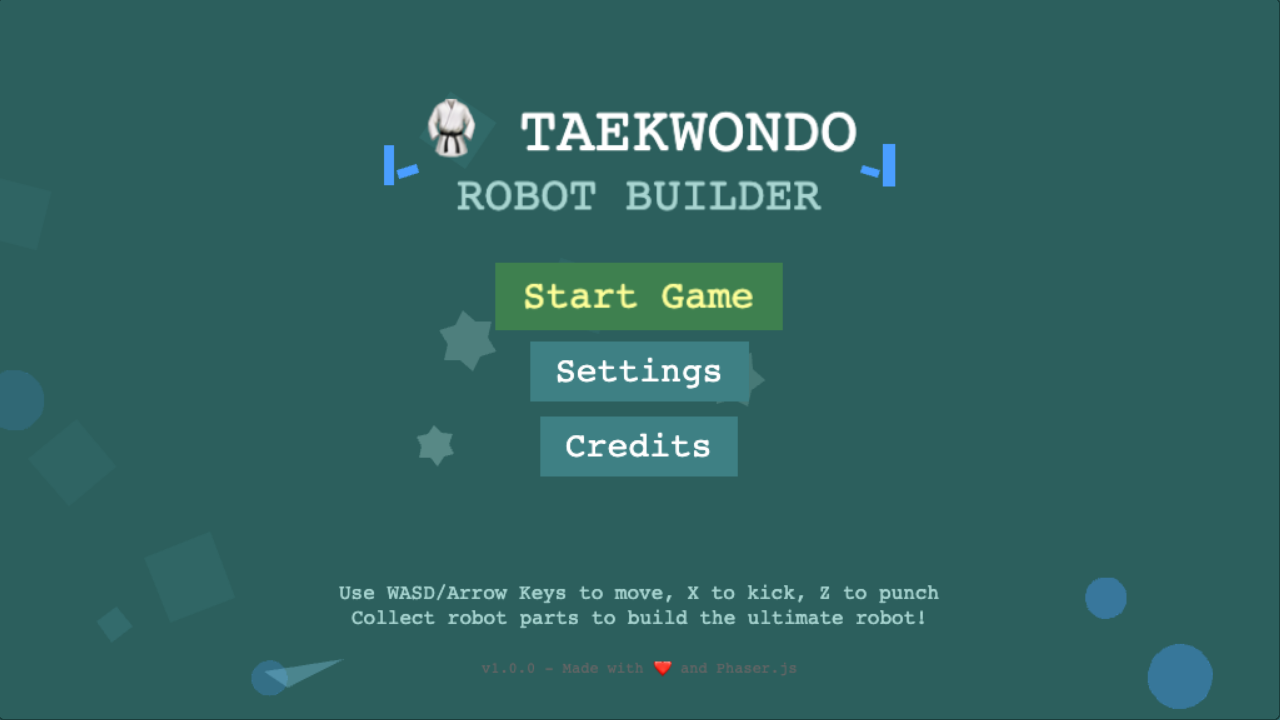 TAEKWONDO
ROBOT BUILDER
Start Game
Settings
Credits
Use WASD/Arrow Keys to move, X to kick, Z to punch
Collect robot parts to build the ultimate robot!
v1.0.0 - Made with ❤️ and Phaser.js